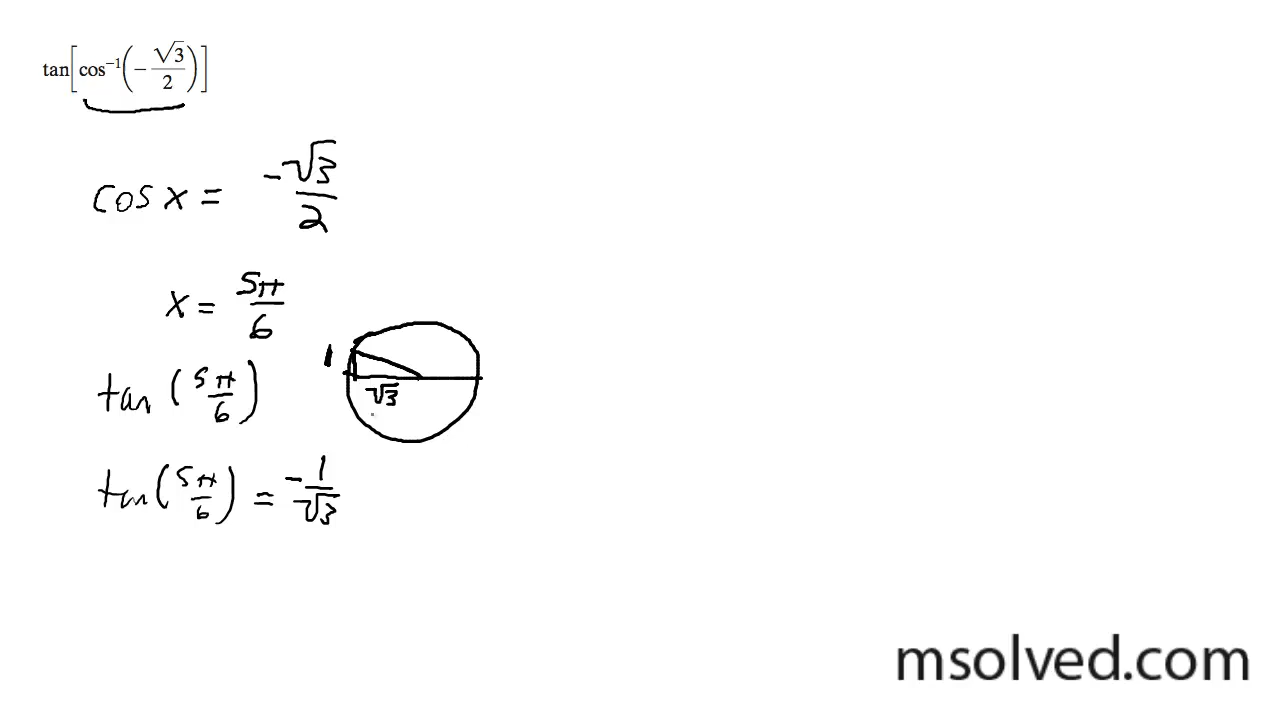 tan[cos⁻¹(-√3/2)]
cos x = -√3/2
x = 5π/6
1
tan (5π/6)
√3
tan(5π/6) = -1/√3
msolved.com